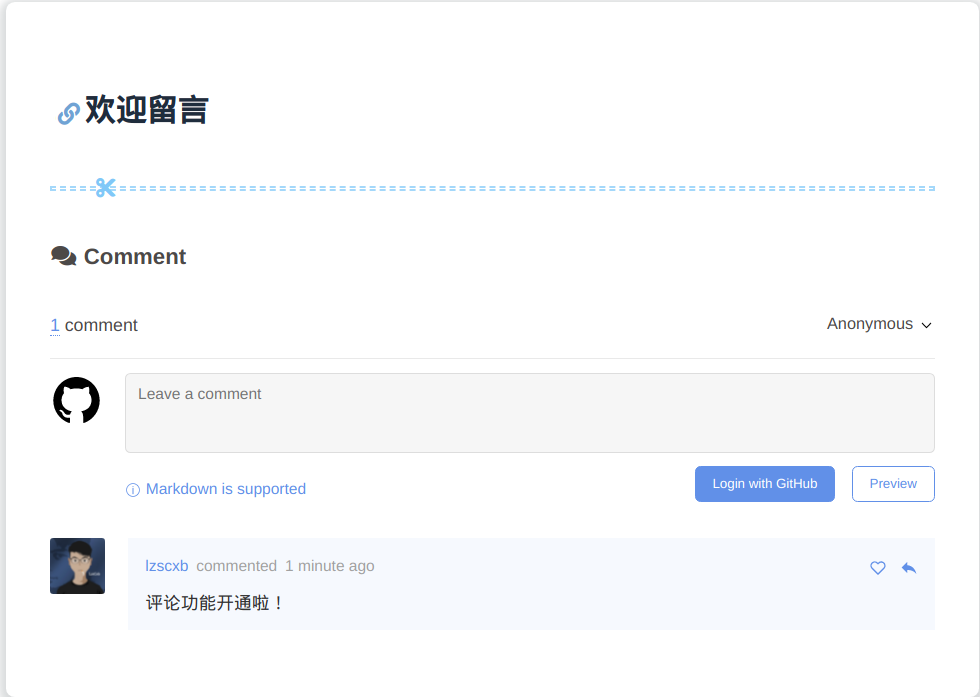 欢迎留言
Comment
1 comment
Anonymous
Leave a comment
Markdown is supported
Login with GitHub
Preview
lzscxb commented 1 minute ago
评论功能开通啦！